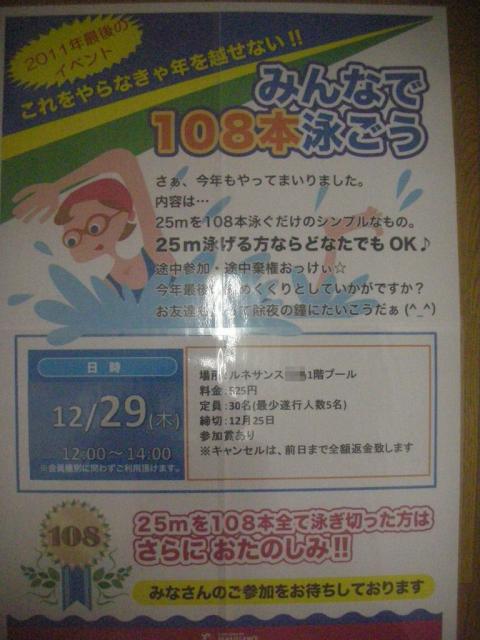 2011年最後の
イベント
これをやらなきゃ年を越せない!!
みんなで
108本泳ごう
さぁ、今年もやってまいりました。
内容は…
25mを108本泳ぐだけのシンプルなもの。
25m泳げる方ならどなたでもOK♪
途中参加・途中棄権おっけぃ☆
今年最後の締めくくりとしていかがですか?
お友達 て除夜の鐘にたいこうだぁ(^_^)
日時
12/29(木)
12:00~14:00
※会員種別に問わずご利用頂けます。
場所:ルネサンス 1階プール
料金:525円
定員:30名(最少遂行人数5名)
締切:12月25日
参加賞あり
※キャンセルは、前日まで全額返金致します
108
25mを108本全て泳ぎ切った方は
さらに おたのしみ!!
みなさんのご参加をお待ちしております